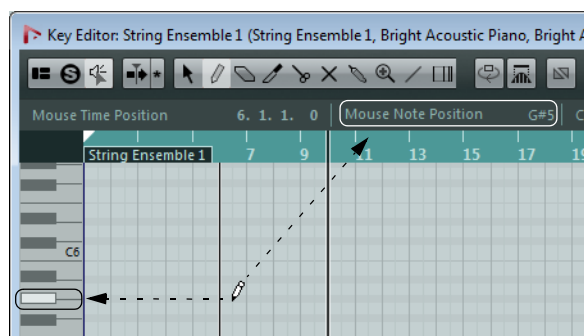 Key Editor: String Ensemble 1 (String Ensemble 1, Bright Acoustic Piano, Bright
Mouse Time Position 6. 1. 1. 0 Mouse Note Position G#5 C
String Ensemble 1 7 9 11 13 15 17 19
C6